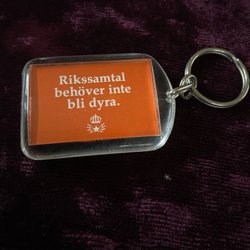 Rikssamtal
behöver inte
bli dyra.